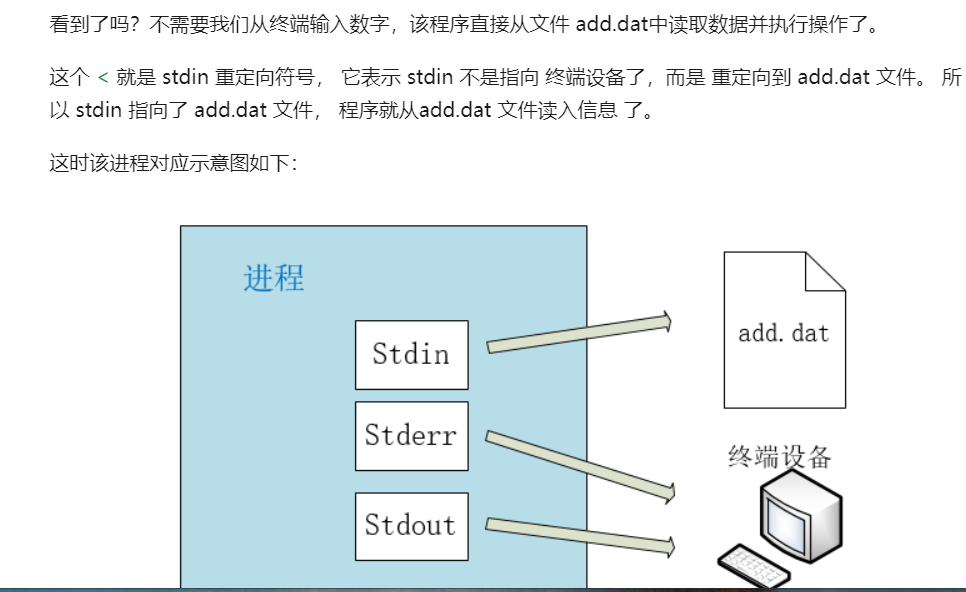 看到了吗？不需要我们从终端输入数字，该程序直接从文件 add.dat中读取数据并执行操作了。
这个 < 就是 stdin 重定向符号， 它表示 stdin 不是指向 终端设备了，而是 重定向到 add.dat 文件。 所
以 stdin 指向了 add.dat 文件， 程序就从add.dat 文件读入信息 了。
这时该进程对应示意图如下：
进程
Stdin
add.dat
Stderr
终端设备
Stdout